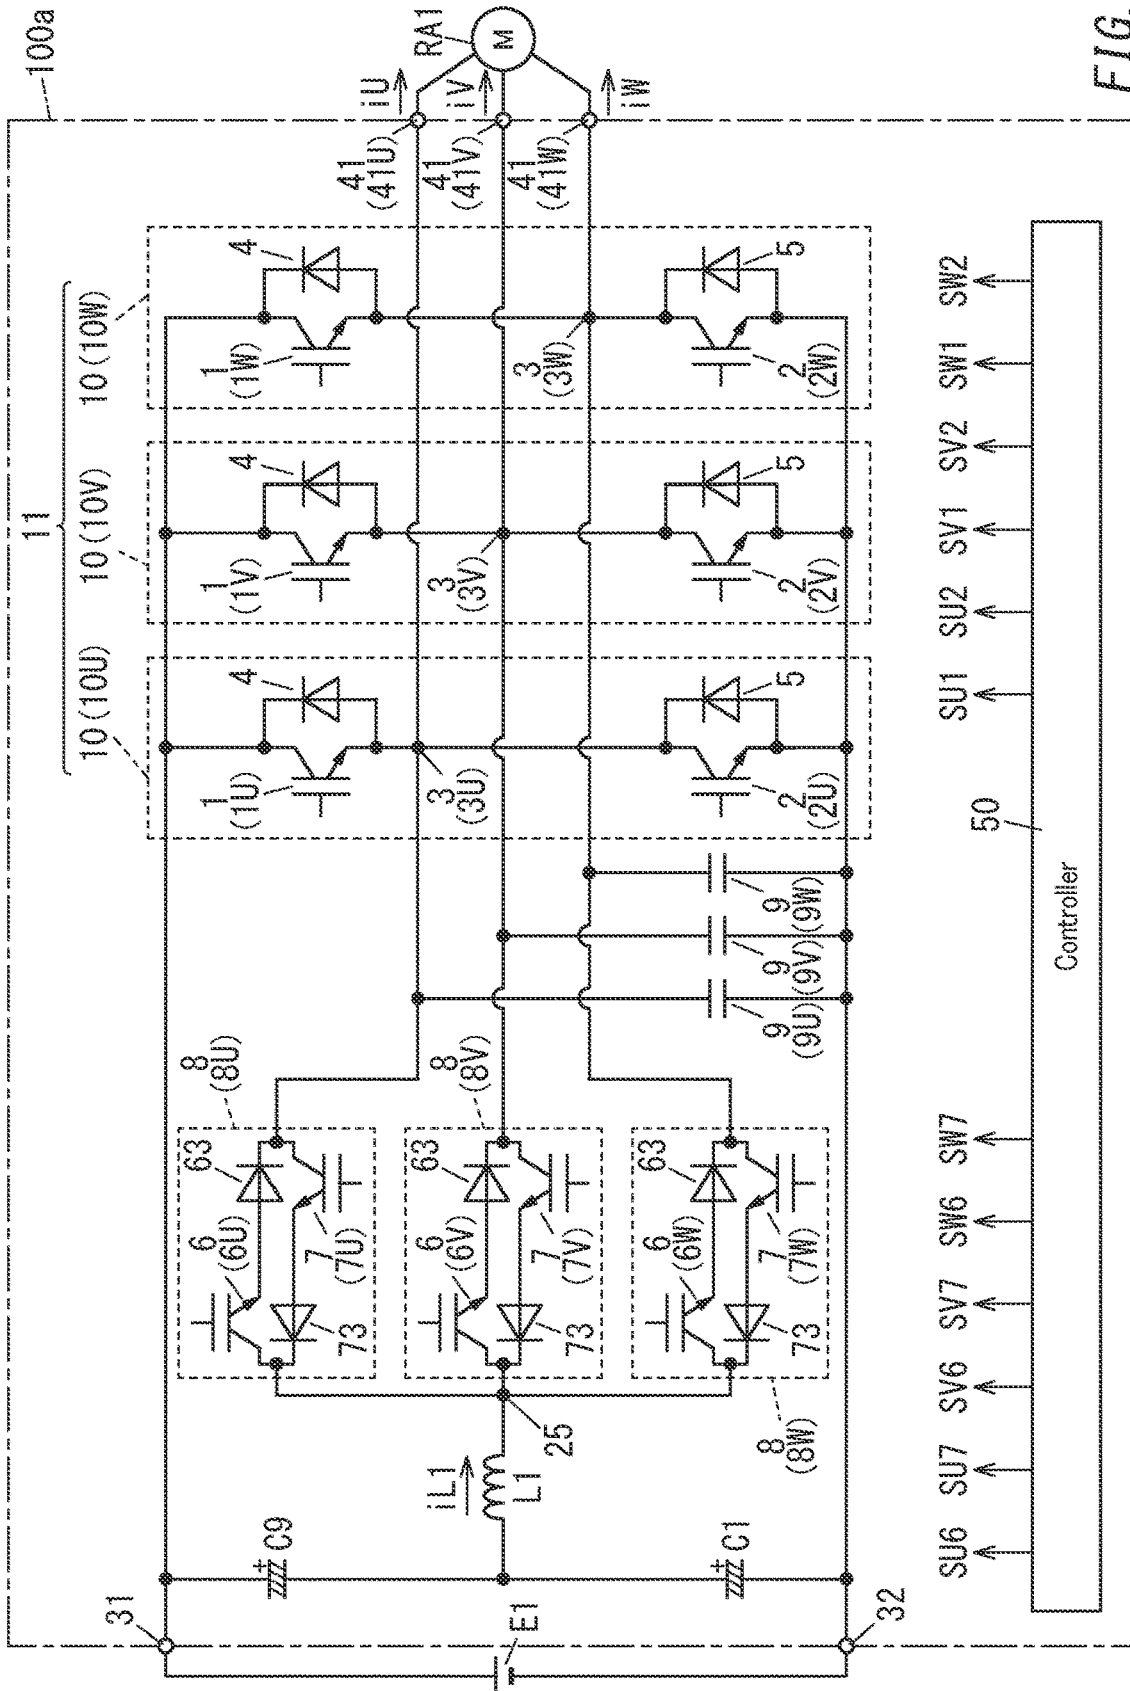 100a
11
10(10U)
10(10V)
10(10W)
31
C9
iL1
L1
25
C1
E1
32
8
(8U)
63
6
(6U)
7
(7U)
73
8
(8V)
63
6
(6V)
7
(7V)
73
8
(8W)
63
6
(6W)
7
(7W)
73
9
(9U)
9
(9V)
9
(9W)
1
(1U)
4
3
(3U)
2
(2U)
5
1
(1V)
4
3
(3V)
2
(2V)
5
1
(1W)
4
3
(3W)
2
(2W)
5
41
(41U)
41
(41V)
41
(41W)
iU
iV
iW
RA1
M
SU6
SU7
SV6
SV7
SW6
SW7
50
SU1
SU2
SV1
SV2
SW1
SW2
Controller
FIG.